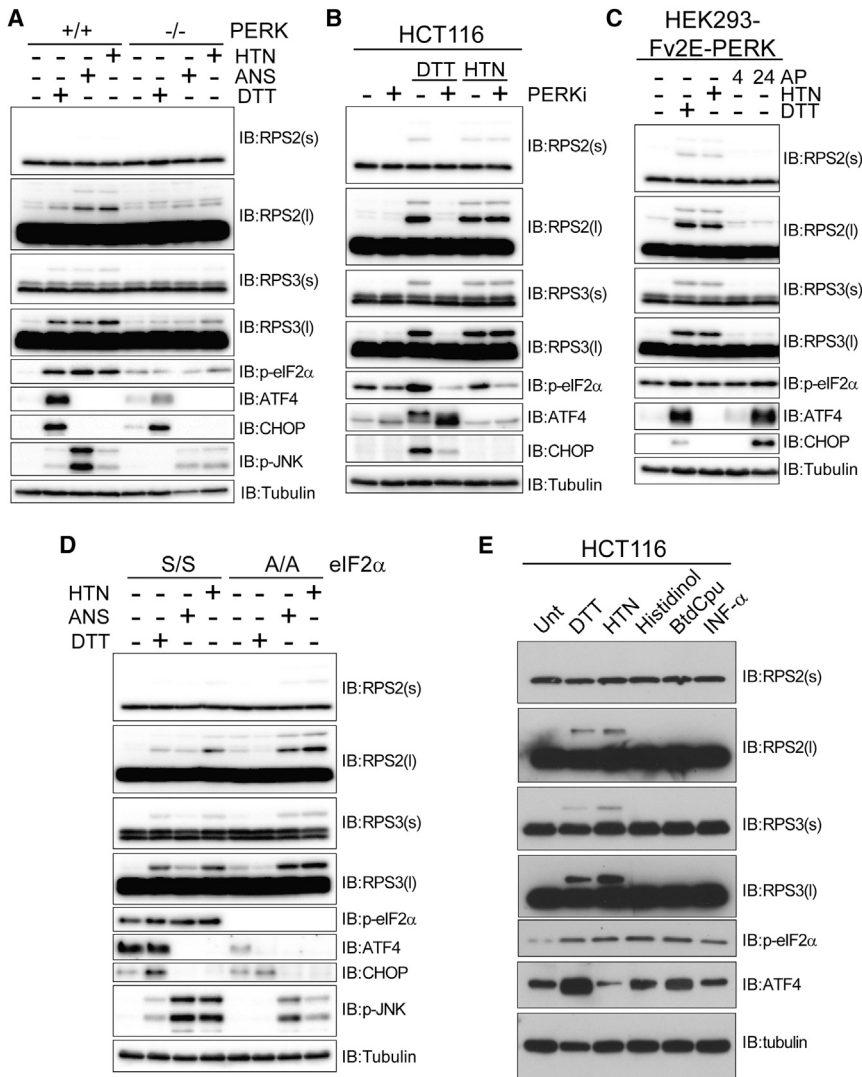 A
+/+ -/- PERK
- - - + - - - + HTN
- - + - - - + - ANS
- + - - - + - - DTT
IB:RPS2(s)
IB:RPS2(l)
IB:RPS3(s)
IB:RPS3(l)
IB:p-eIF2α
IB:ATF4
IB:CHOP
IB:p-JNK
IB:Tubulin
B
HCT116
DTT HTN
- + - + - + PERKi
IB:RPS2(s)
IB:RPS2(l)
IB:RPS3(s)
IB:RPS3(l)
IB:p-eIF2α
IB:ATF4
IB:CHOP
IB:Tubulin
C
HEK293-
Fv2E-PERK
- - - 4 24 AP
- - + - - HTN
- + - - - DTT
IB:RPS2(s)
IB:RPS2(l)
IB:RPS3(s)
IB:RPS3(l)
IB:p-eIF2α
IB:ATF4
IB:CHOP
IB:Tubulin
D
S/S A/A eIF2α
HTN - - - + - - - +
ANS - - + - - - + -
DTT - + - - - + - -
IB:RPS2(s)
IB:RPS2(l)
IB:RPS3(s)
IB:RPS3(l)
IB:p-eIF2α
IB:ATF4
IB:CHOP
IB:p-JNK
IB:Tubulin
E
HCT116
Unt DTT HTN Histidinol BtdCpu INF-α
IB:RPS2(s)
IB:RPS2(l)
IB:RPS3(s)
IB:RPS3(l)
IB:p-eIF2α
IB:ATF4
IB:tubulin